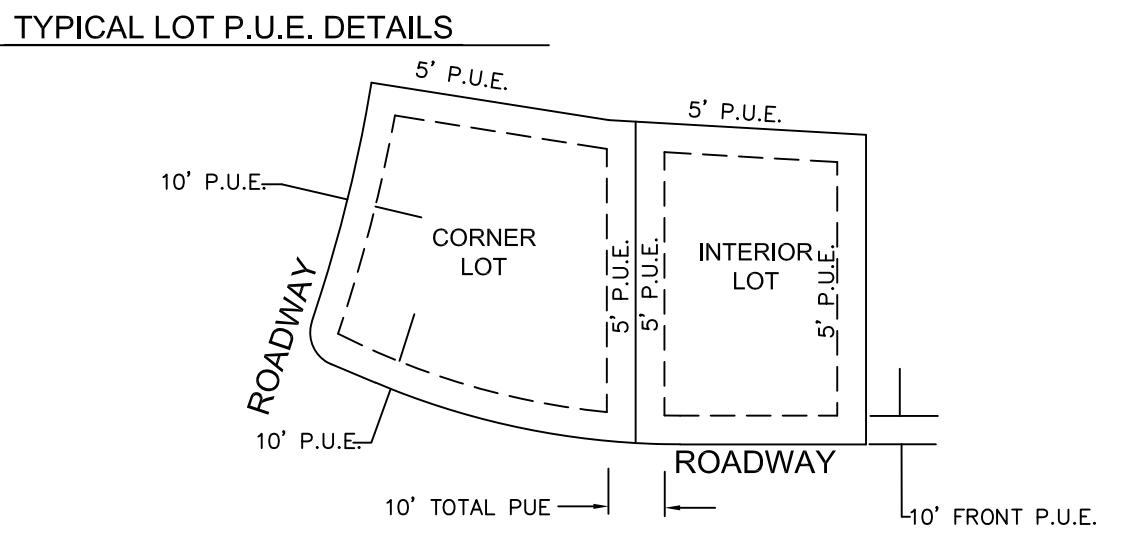 TYPICAL LOT P.U.E. DETAILS
5' P.U.E.
5' P.U.E.
10' P.U.E.
CORNER
LOT
5' P.U.E.
5' P.U.E.
INTERIOR
LOT
5' P.U.E.
ROADWAY
10' P.U.E.
ROADWAY
10' TOTAL PUE
10' FRONT P.U.E.